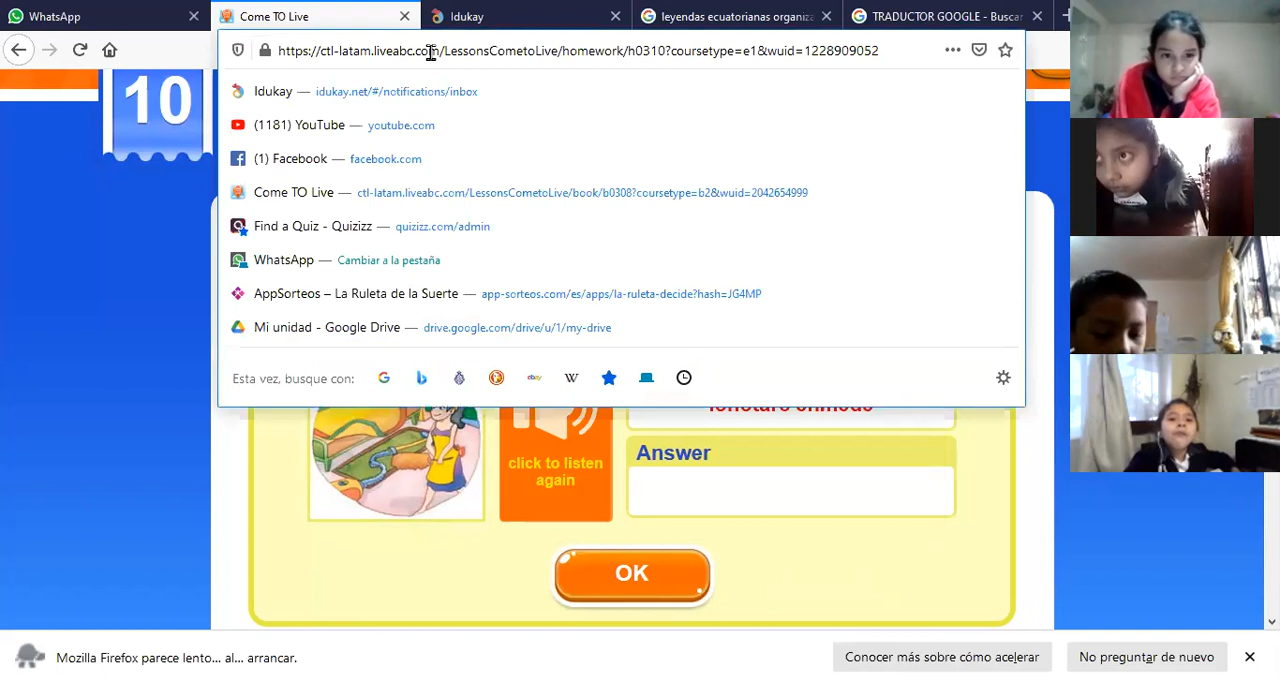 WhatsApp
Come TO Live
Idukay
leyendas ecuatorianas organiza
TRADUCTOR GOOGLE - Buscar
https://ctl-latam.liveabc.com/LessonsCometoLive/homework/h0310?coursetype=e1&wuid=1228909052
10
Idukay — idukay.net/#/notifications/inbox
(1181) YouTube — youtube.com
(1) Facebook — facebook.com
Come TO Live — ctl-latam.liveabc.com/LessonsCometoLive/book/b0308?coursetype=b2&wuid=2042654999
Find a Quiz - Quizizz — quizizz.com/admin
WhatsApp — Cambiar a la pestaña
AppSorteos – La Ruleta de la Suerte — app-sorteos.com/es/apps/la-ruleta-decide?hash=JG4MP
Mi unidad - Google Drive — drive.google.com/drive/u/1/my-drive
Esta vez, busque con:
click to listen
again
Answer
OK
Mozilla Firefox parece lento... al... arrancar.
Conocer más sobre cómo acelerar
No preguntar de nuevo